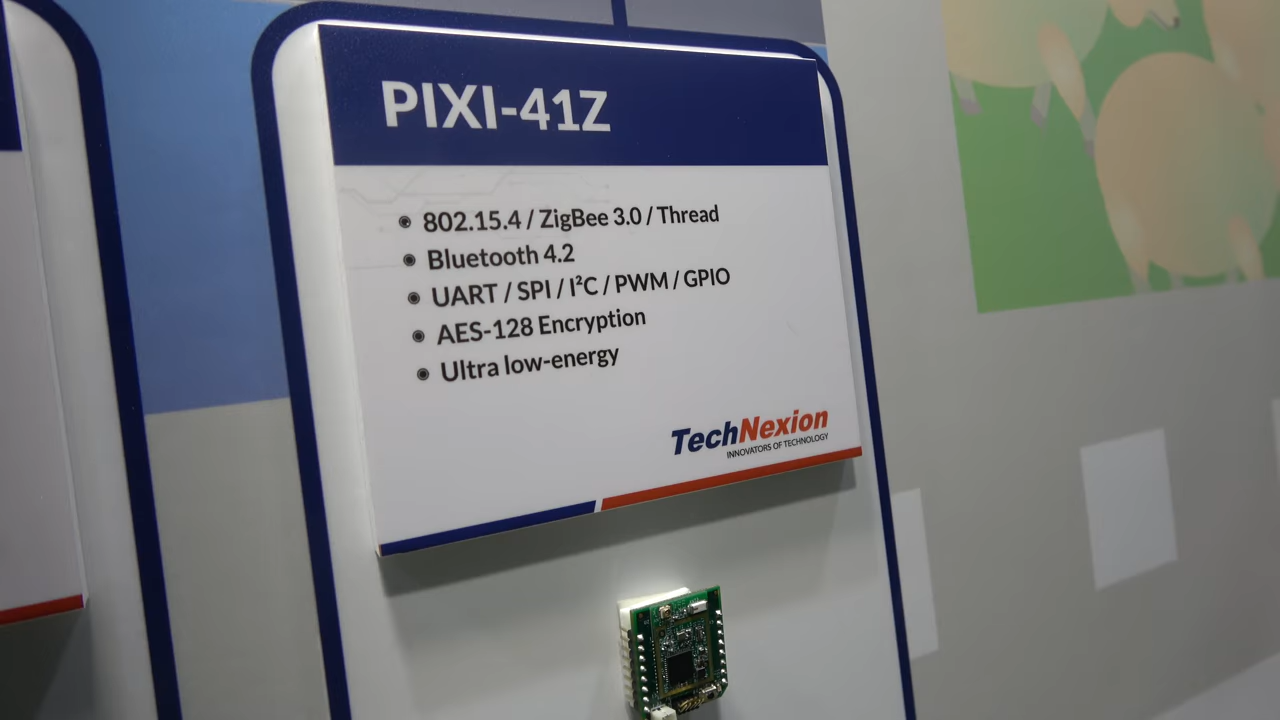 PIXI-41Z
802.15.4 / ZigBee 3.0 / Thread
Bluetooth 4.2
UART / SPI / I²C / PWM / GPIO
AES-128 Encryption
Ultra low-energy
TechNexion
INNOVATORS OF TECHNOLOGY